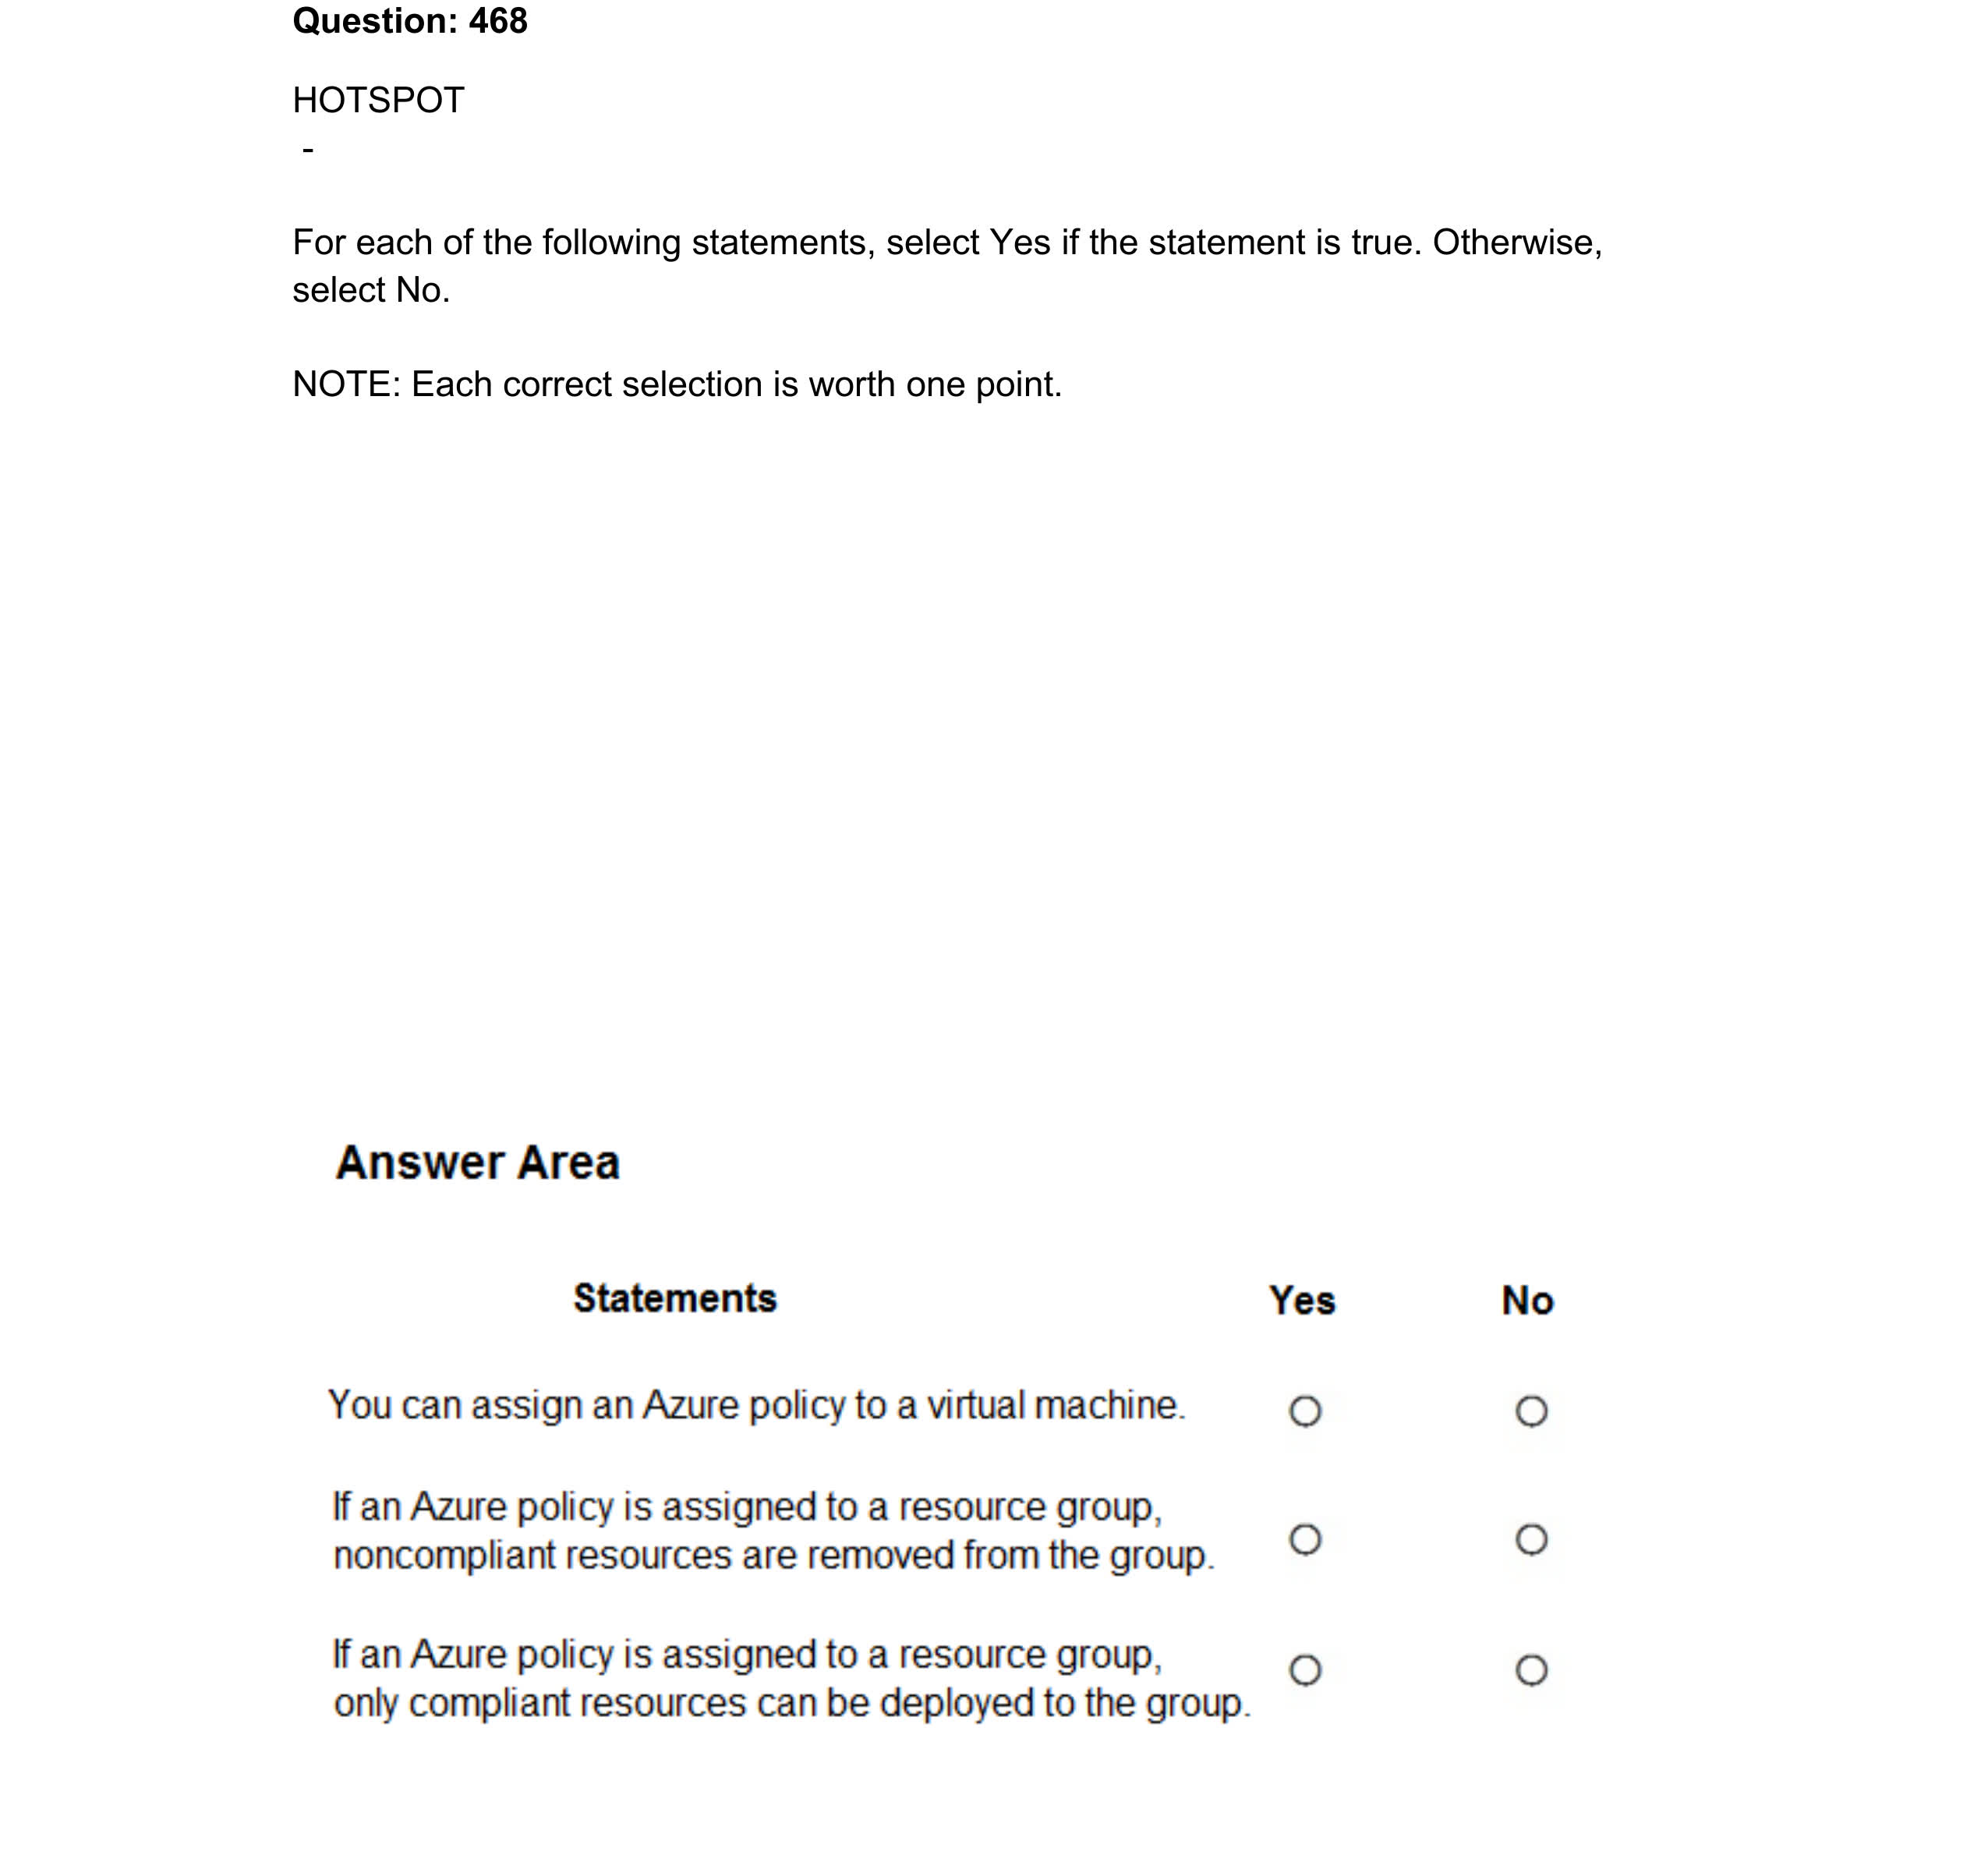 Question: 468
HOTSPOT
-
For each of the following statements, select Yes if the statement is true. Otherwise,
select No.
NOTE: Each correct selection is worth one point.
Answer Area
Statements Yes No
You can assign an Azure policy to a virtual machine.
If an Azure policy is assigned to a resource group,
noncompliant resources are removed from the group.
If an Azure policy is assigned to a resource group,
only compliant resources can be deployed to the group.